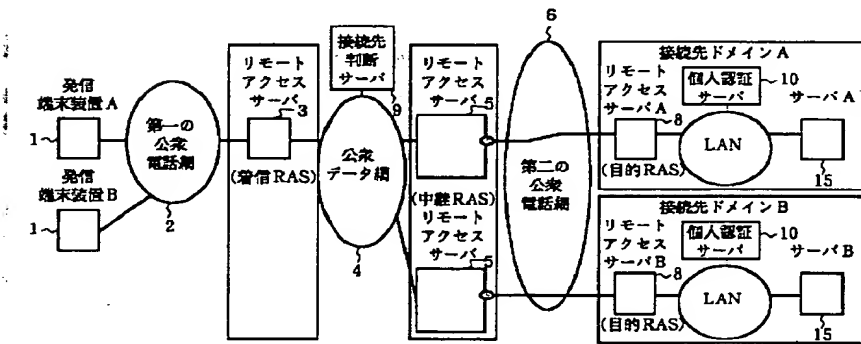 発信
端末装置A
1
発信
端末装置B
1
第一の
公衆
電話網
2
リモート
アクセス
サーバ
3
(着信RAS)
接続先
判断
サーバ
9
公衆
データ網
4
リモート
アクセス
サーバ
5
(中継RAS)
リモート
アクセス
サーバ
5
6
第二の
公衆
電話網
接続先ドメインA
リモート
アクセス
サーバA
8
(目的RAS)
個人認証
サーバ
10
LAN
サーバA
15
接続先ドメインB
リモート
アクセス
サーバB
8
(目的RAS)
個人認証
サーバ
10
LAN
サーバB
15